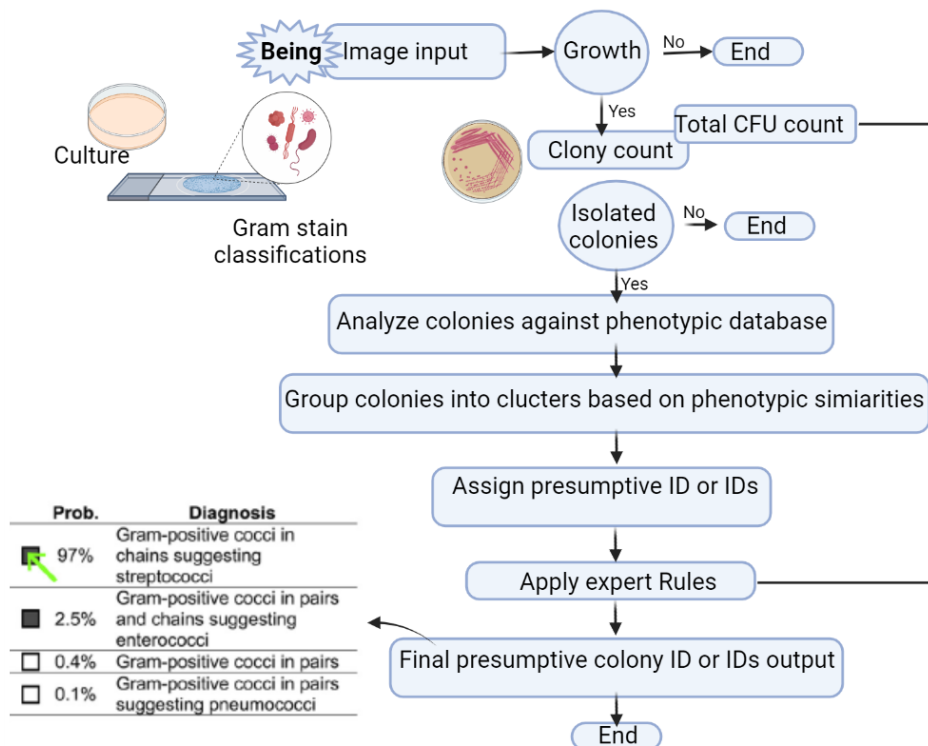 Being Image input
Growth
No
End
Yes
Total CFU count
Clony count
Culture
Gram stain
classifications
Isolated
colonies
No
End
Yes
Analyze colonies against phenotypic database
Group colonies into clucters based on phenotypic simiarities
Assign presumptive ID or IDs
Apply expert Rules
Final presumptive colony ID or IDs output
End
Prob. Diagnosis
97% Gram-positive cocci in
chains suggesting
streptococci
2.5% Gram-positive cocci in pairs
and chains suggesting
enterococci
0.4% Gram-positive cocci in pairs
0.1% Gram-positive cocci in pairs
suggesting pneumococci